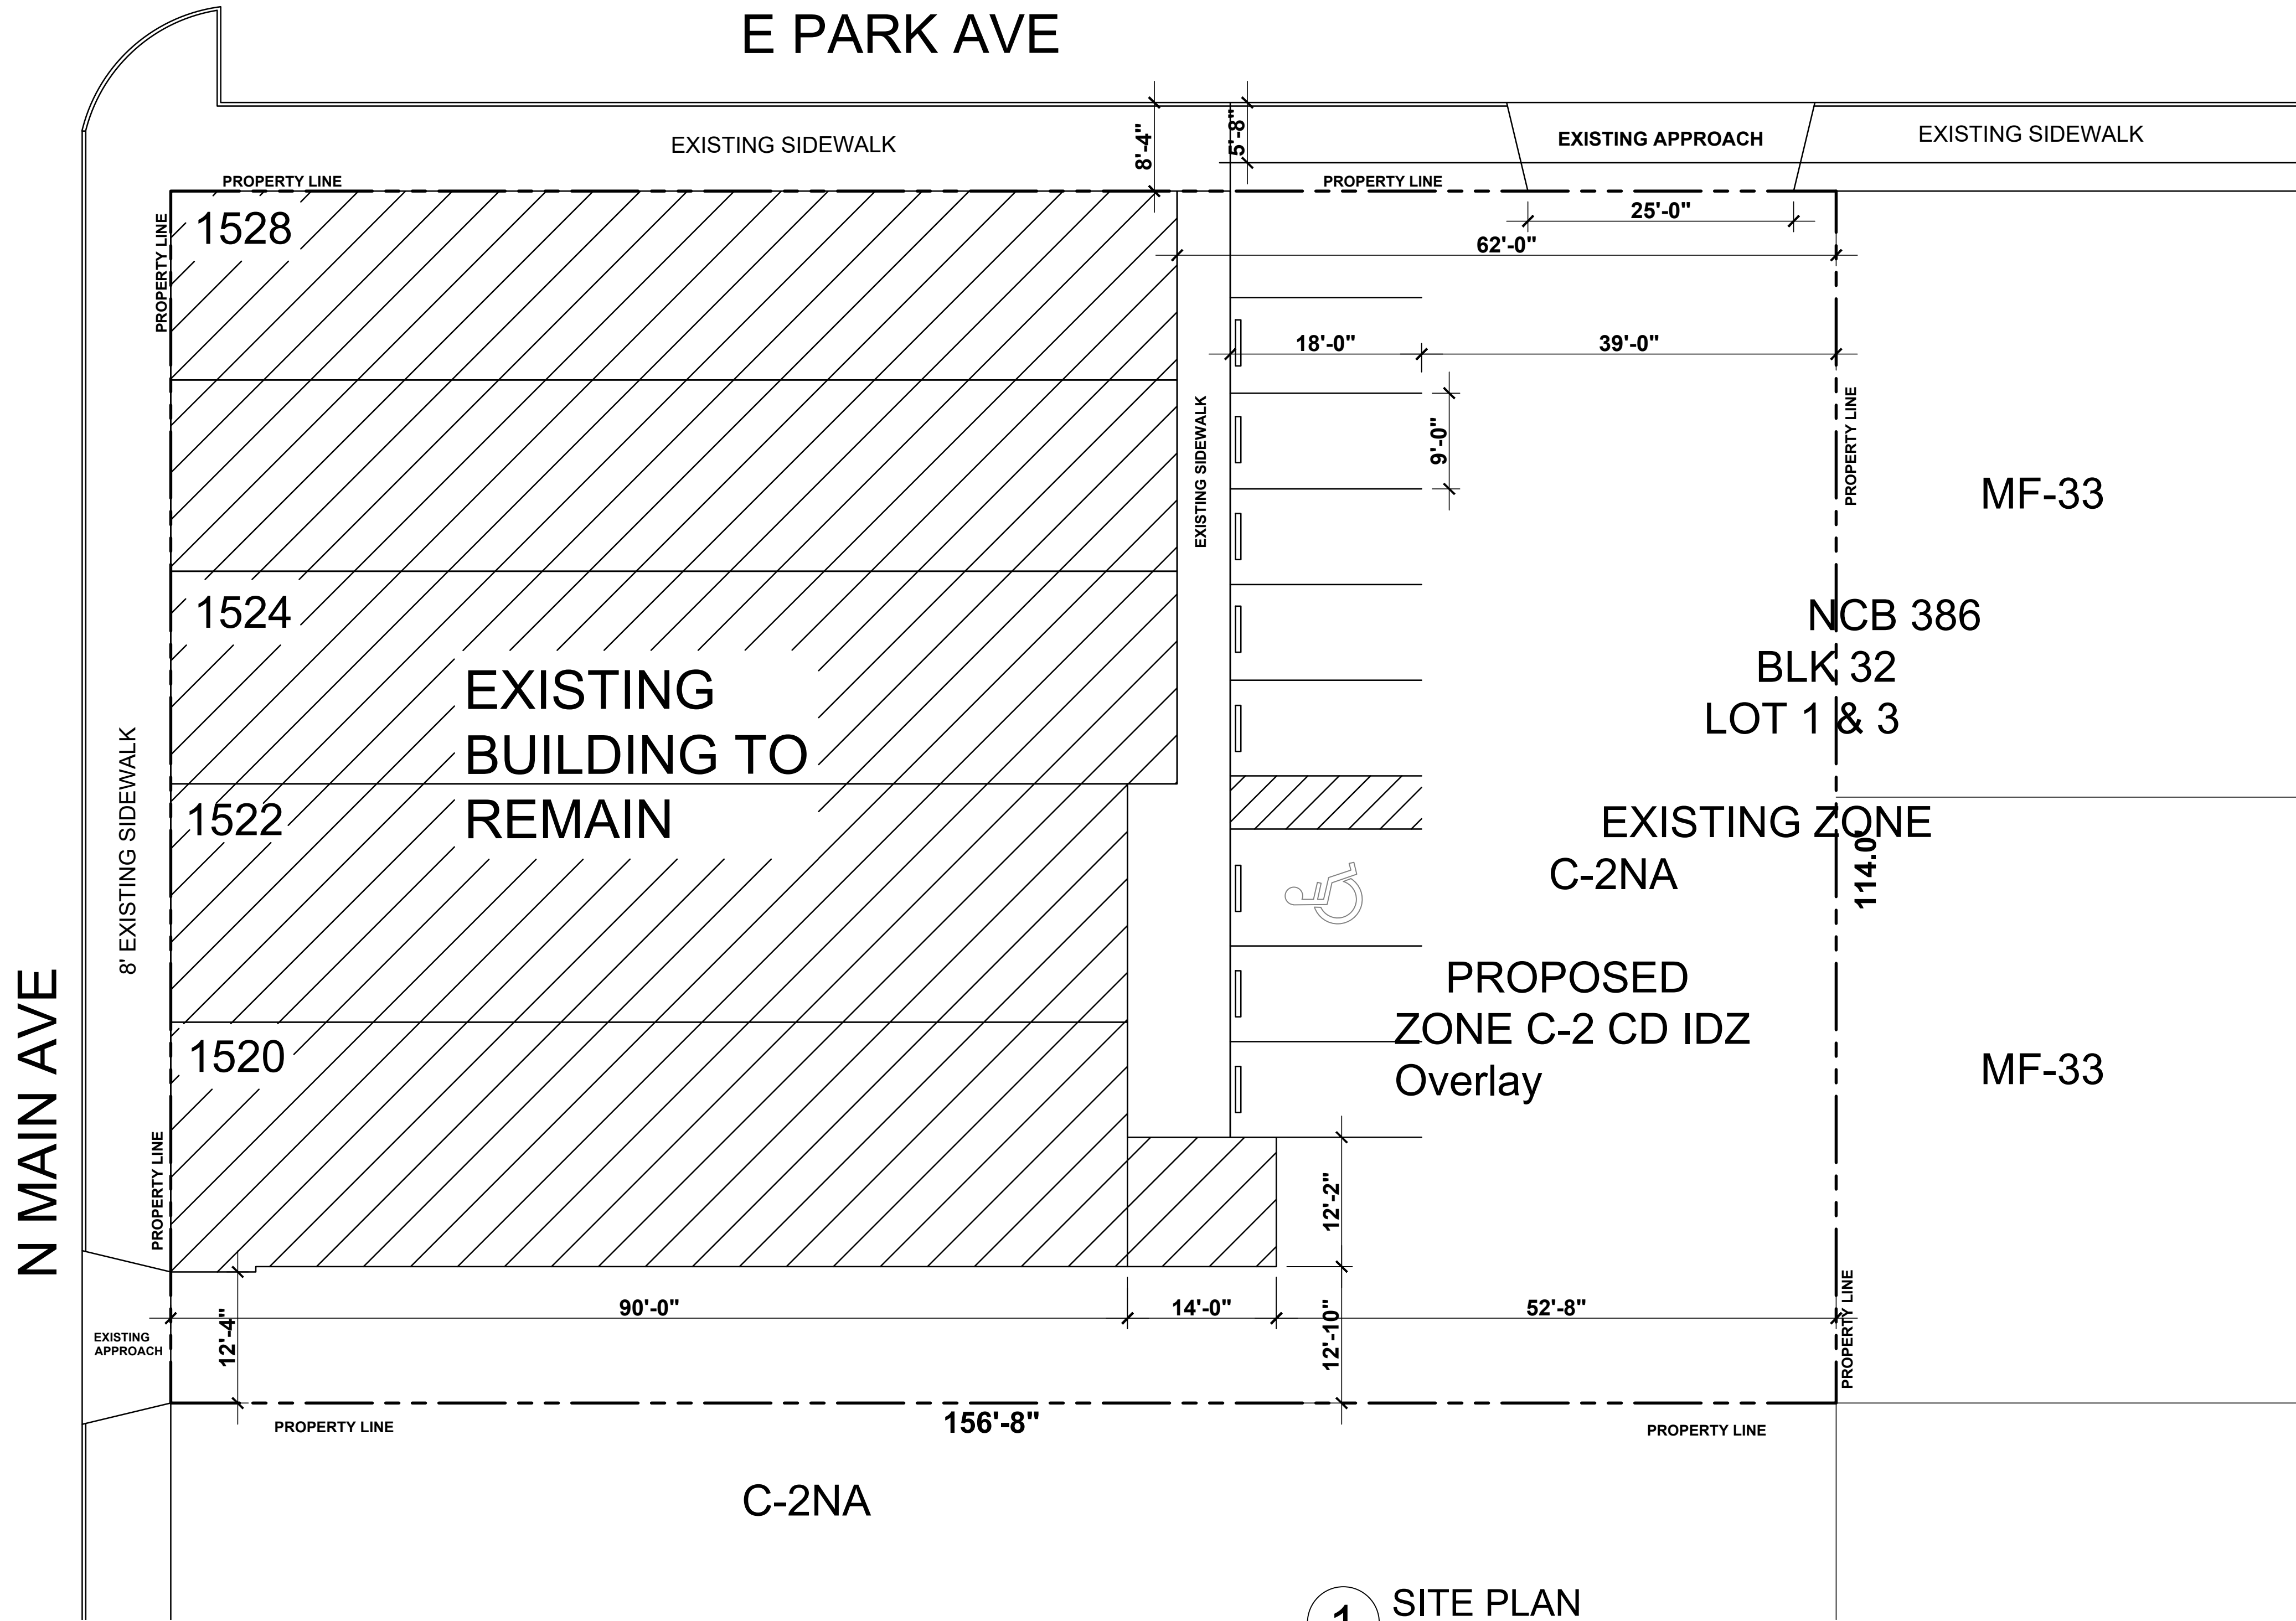 E PARK AVE
EXISTING SIDEWALK
8'-4"
5'-8"
EXISTING APPROACH
EXISTING SIDEWALK
PROPERTY LINE
PROPERTY LINE
PROPERTY LINE
1528
25'-0"
62'-0"
18'-0"
39'-0"
9'-0"
EXISTING SIDEWALK
PROPERTY LINE
MF-33
1524
NCB 386
BLK 32
LOT 1 & 3
EXISTING
BUILDING TO
REMAIN
8' EXISTING SIDEWALK
1522
EXISTING ZONE
C-2NA
114.0'
N MAIN AVE
PROPOSED
ZONE C-2 CD IDZ
Overlay
1520
MF-33
PROPERTY LINE
12'-2"
90'-0"
14'-0"
52'-8"
PROPERTY LINE
EXISTING
APPROACH
12'-4"
12'-10"
PROPERTY LINE
156'-8"
PROPERTY LINE
C-2NA
1
SITE PLAN